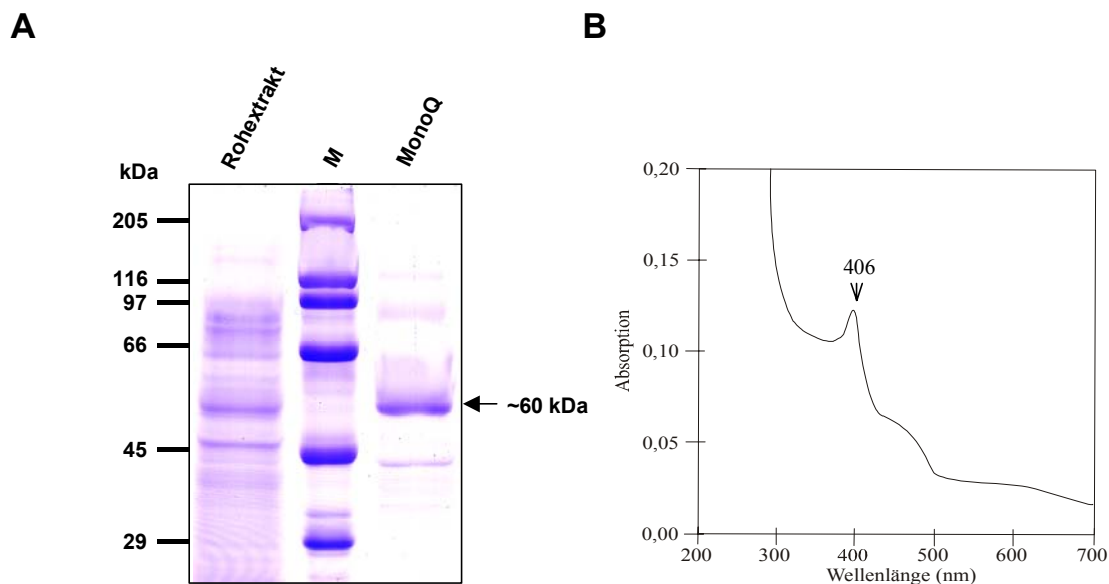 A
B
Rohextrakt
M
MonoQ
kDa
205
116
97
66
45
29
~60 kDa
Absorption
0,20
0,15
0,10
0,05
0,00
406
200 300 400 500 600 700
Wellenlänge (nm)